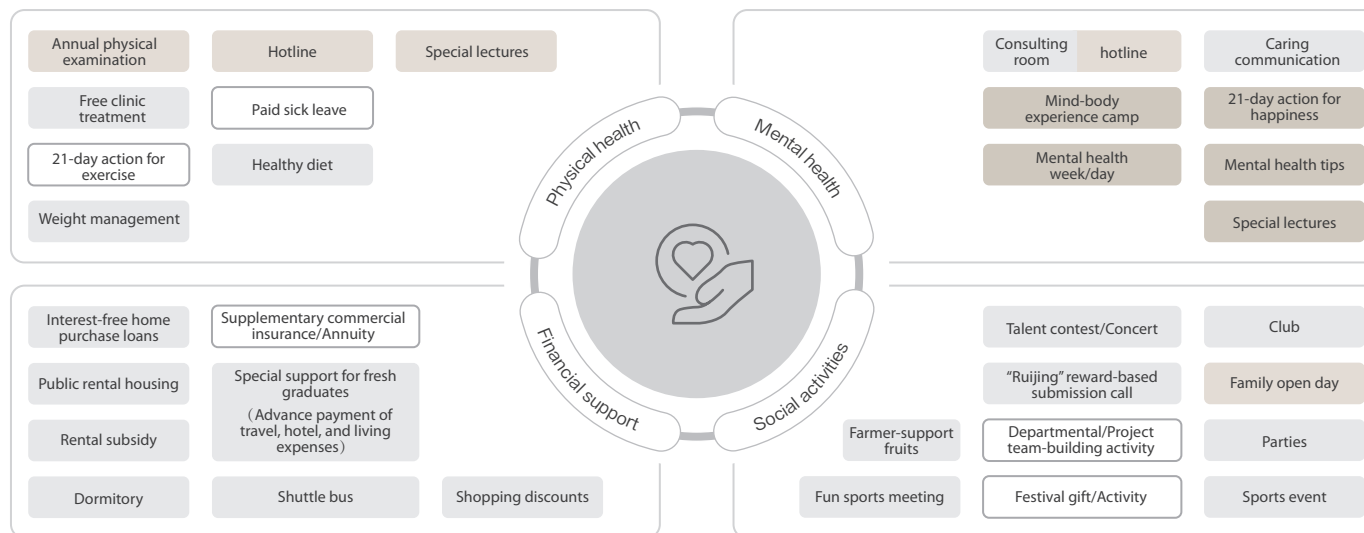 Annual physical
examination
Hotline
Special lectures
Free clinic
treatment
Paid sick leave
21-day action for
exercise
Healthy diet
Weight management
Physical health
Mental health
Consulting
room
hotline
Caring
communication
Mind-body
experience camp
21-day action for
happiness
Mental health
week/day
Mental health tips
Special lectures
Interest-free home
purchase loans
Supplementary commercial
insurance/Annuity
Public rental housing
Special support for fresh
graduates
(Advance payment of
travel, hotel, and living
expenses)
Rental subsidy
Dormitory
Shuttle bus
Shopping discounts
Financial support
Social activities
Talent contest/Concert
Club
“Ruijing” reward-based
submission call
Family open day
Farmer-support
fruits
Departmental/Project
team-building activity
Parties
Fun sports meeting
Festival gift/Activity
Sports event